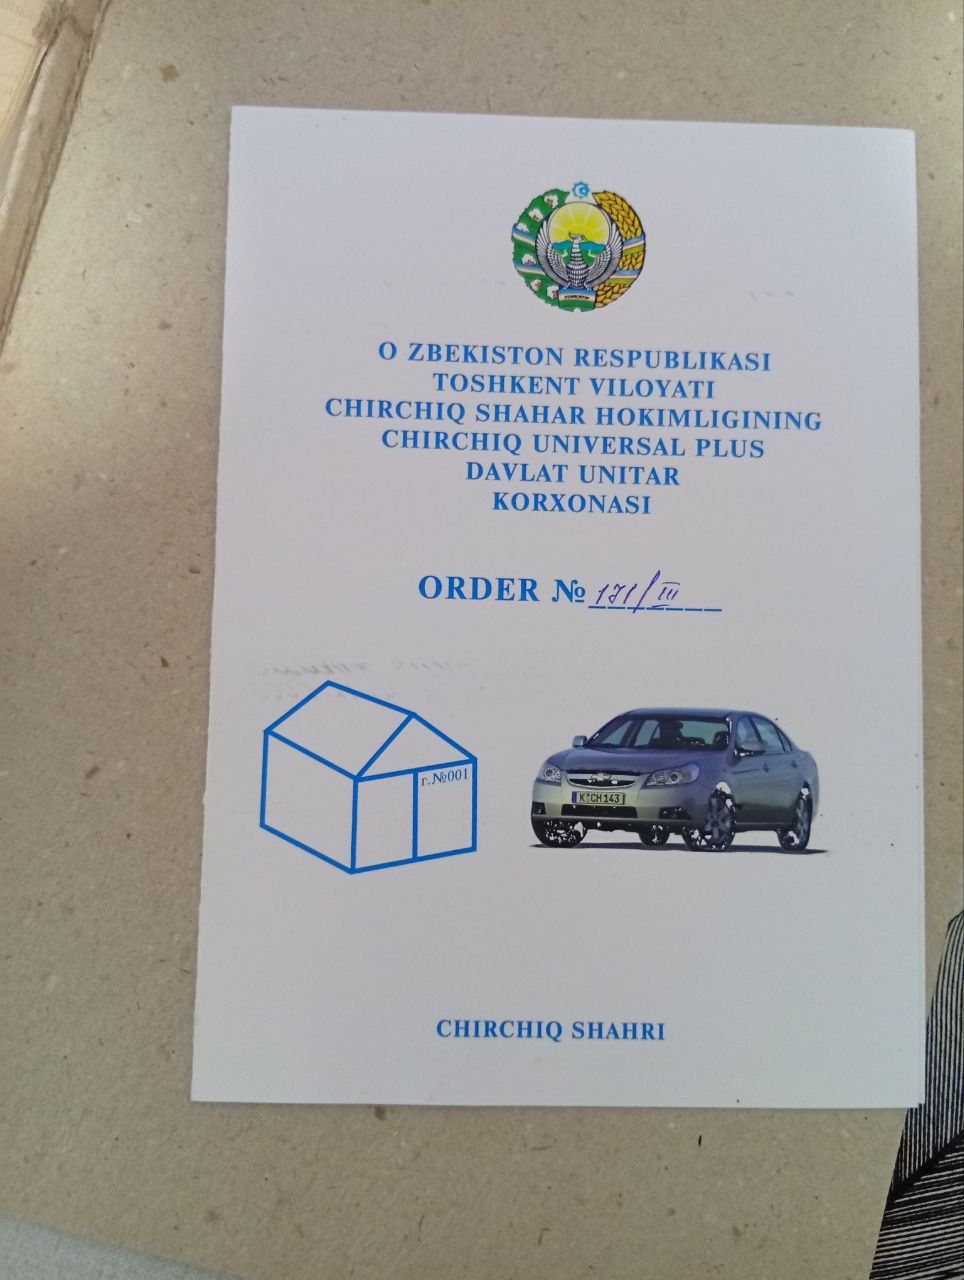 O ZBEKISTON RESPUBLIKASI
TOSHKENT VILOYATI
CHIRCHIQ SHAHAR HOKIMLIGINING
CHIRCHIQ UNIVERSAL PLUS
DAVLAT UNITAR
KORXONASI
ORDER № 171/III
г.№001
K CH 143
CHIRCHIQ SHAHRI